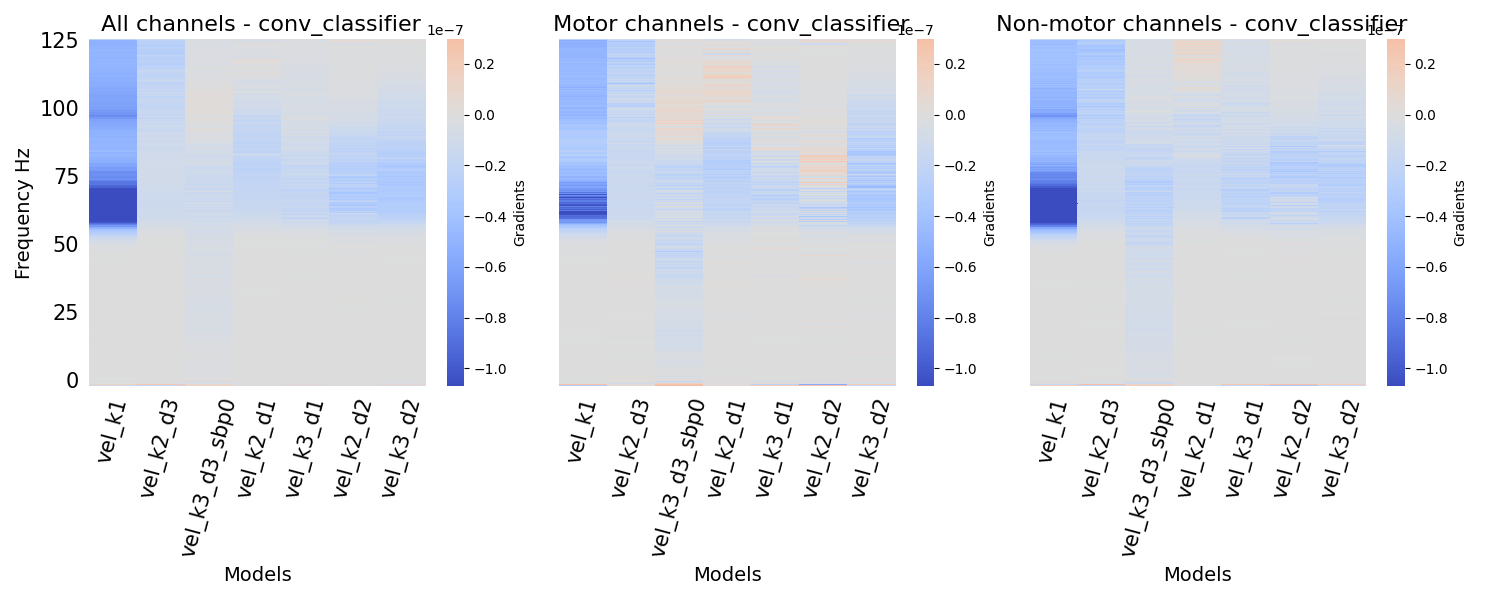 All channels - conv_classifier
1e−7
Motor channels - conv_classifier
1e−7
Non-motor channels - conv_classifier
1e−7
Frequency Hz
125
100
75
50
25
0
0.2
0.0
−0.2
−0.4
−0.6
−0.8
−1.0
Gradients
0.2
0.0
−0.2
−0.4
−0.6
−0.8
−1.0
Gradients
0.2
0.0
−0.2
−0.4
−0.6
−0.8
−1.0
Gradients
vel_k1
vel_k2_d3
vel_k3_d3_sbp0
vel_k2_d1
vel_k3_d1
vel_k2_d2
vel_k3_d2
Models
vel_k1
vel_k2_d3
vel_k3_d3_sbp0
vel_k2_d1
vel_k3_d1
vel_k2_d2
vel_k3_d2
Models
vel_k1
vel_k2_d3
vel_k3_d3_sbp0
vel_k2_d1
vel_k3_d1
vel_k2_d2
vel_k3_d2
Models